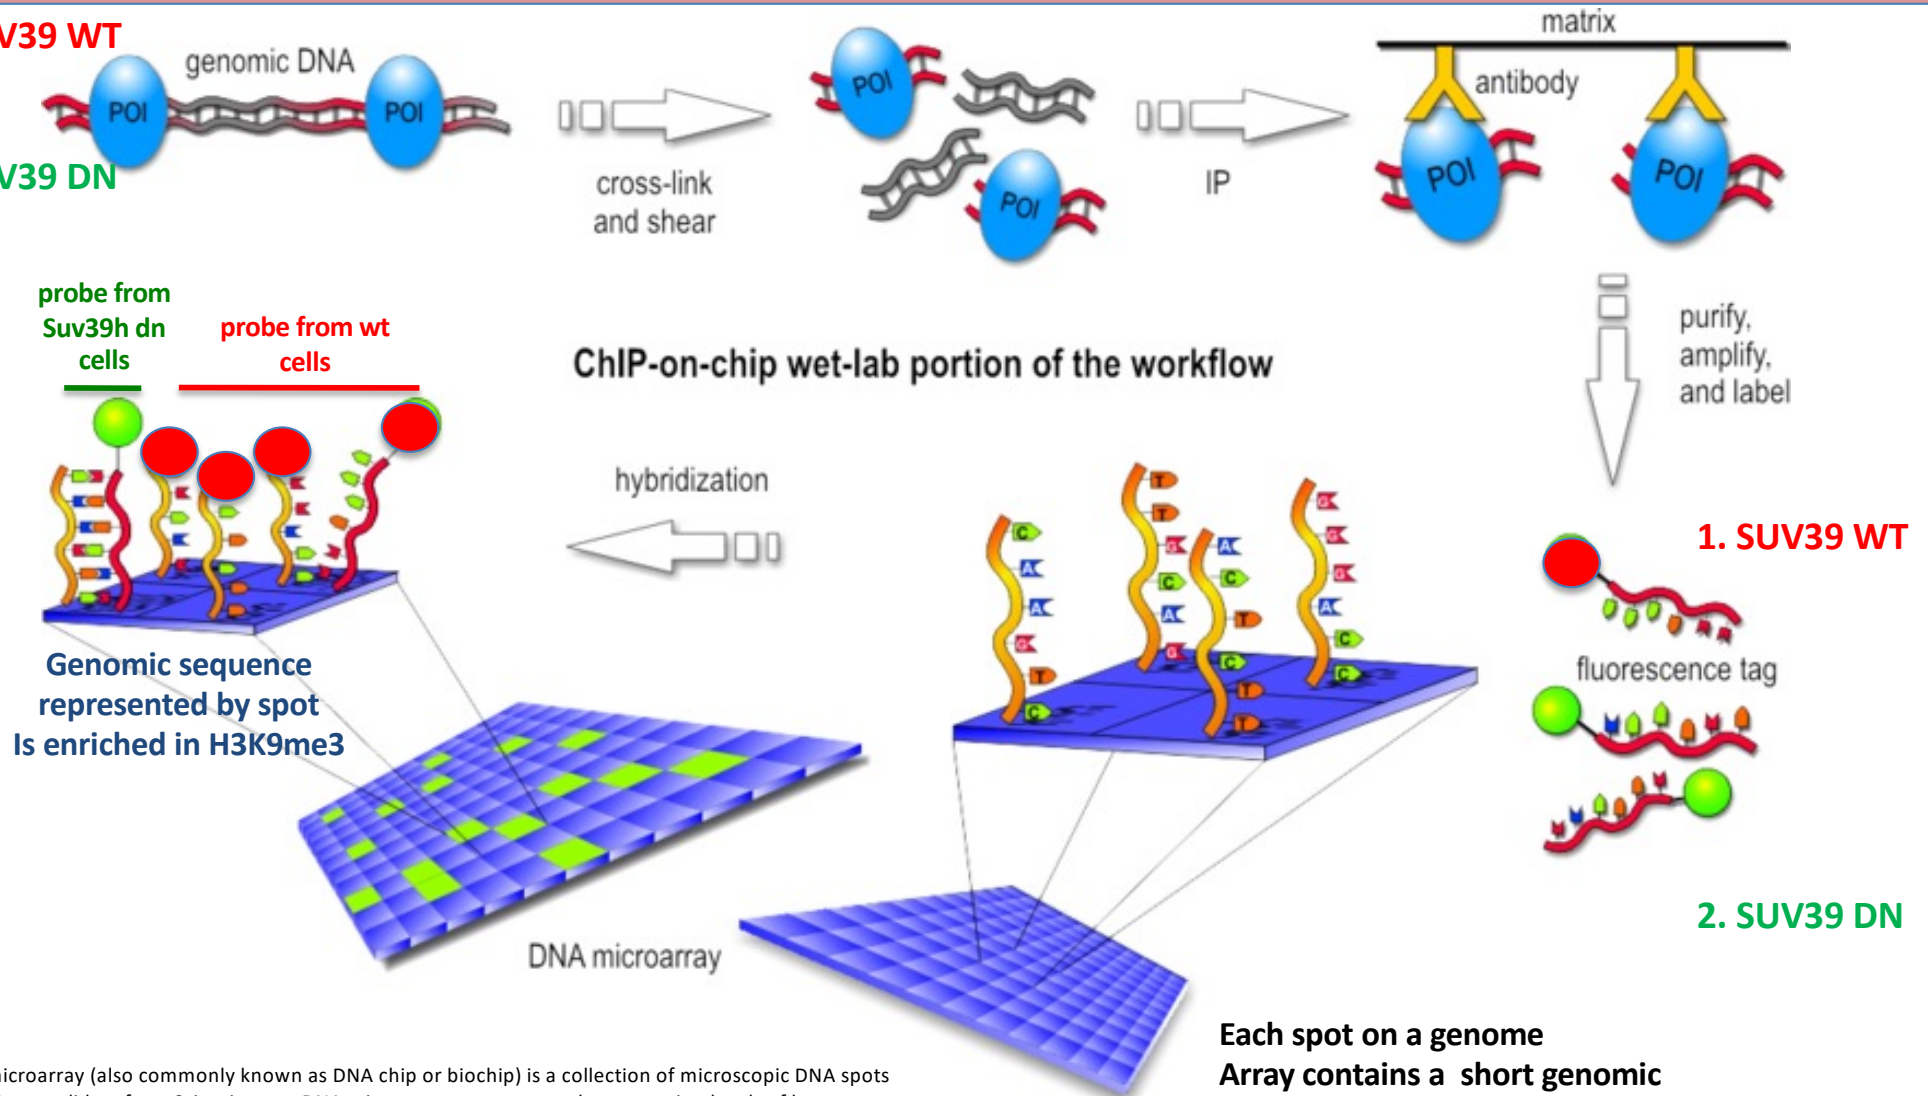 V39 WT
genomic DNA
POI
POI
V39 DN
cross-link
and shear
POI
POI
IP
matrix
antibody
POI
POI
purify,
amplify,
and label
probe from
Suv39h dn
cells
probe from wt
cells
ChIP-on-chip wet-lab portion of the workflow
hybridization
C
A
A
G
T
C
T
T
G
C
A
G
A
C
T
C
T
T
G
G
G
A
C
C
1. SUV39 WT
fluorescence tag
2. SUV39 DN
Genomic sequence
represented by spot
Is enriched in H3K9me3
DNA microarray
Each spot on a genome
Array contains a short genomic
microarray (also commonly known as DNA chip or biochip) is a collection of microscopic DNA spots